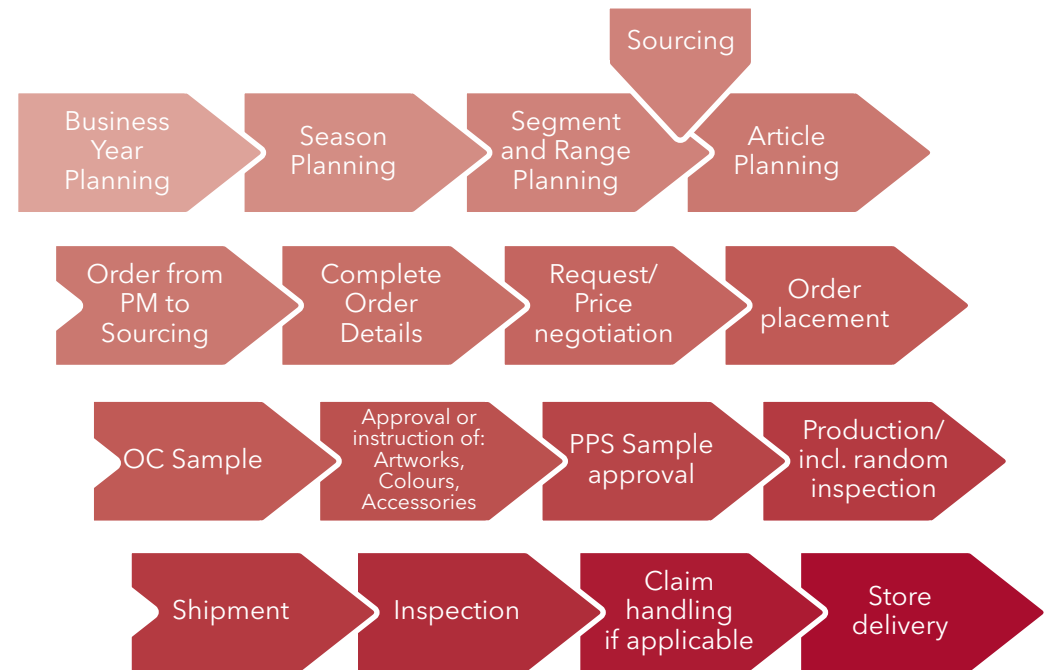 Sourcing
Business
Year
Planning
Season
Planning
Segment
and Range
Planning
Article
Planning
Order from
PM to
Sourcing
Complete
Order
Details
Request/
Price
negotiation
Order
placement
OC Sample
Approval or
instruction of:
Artworks,
Colours,
Accessories
PPS Sample
approval
Production/
incl. random
inspection
Shipment
Inspection
Claim
handling
if applicable
Store
delivery